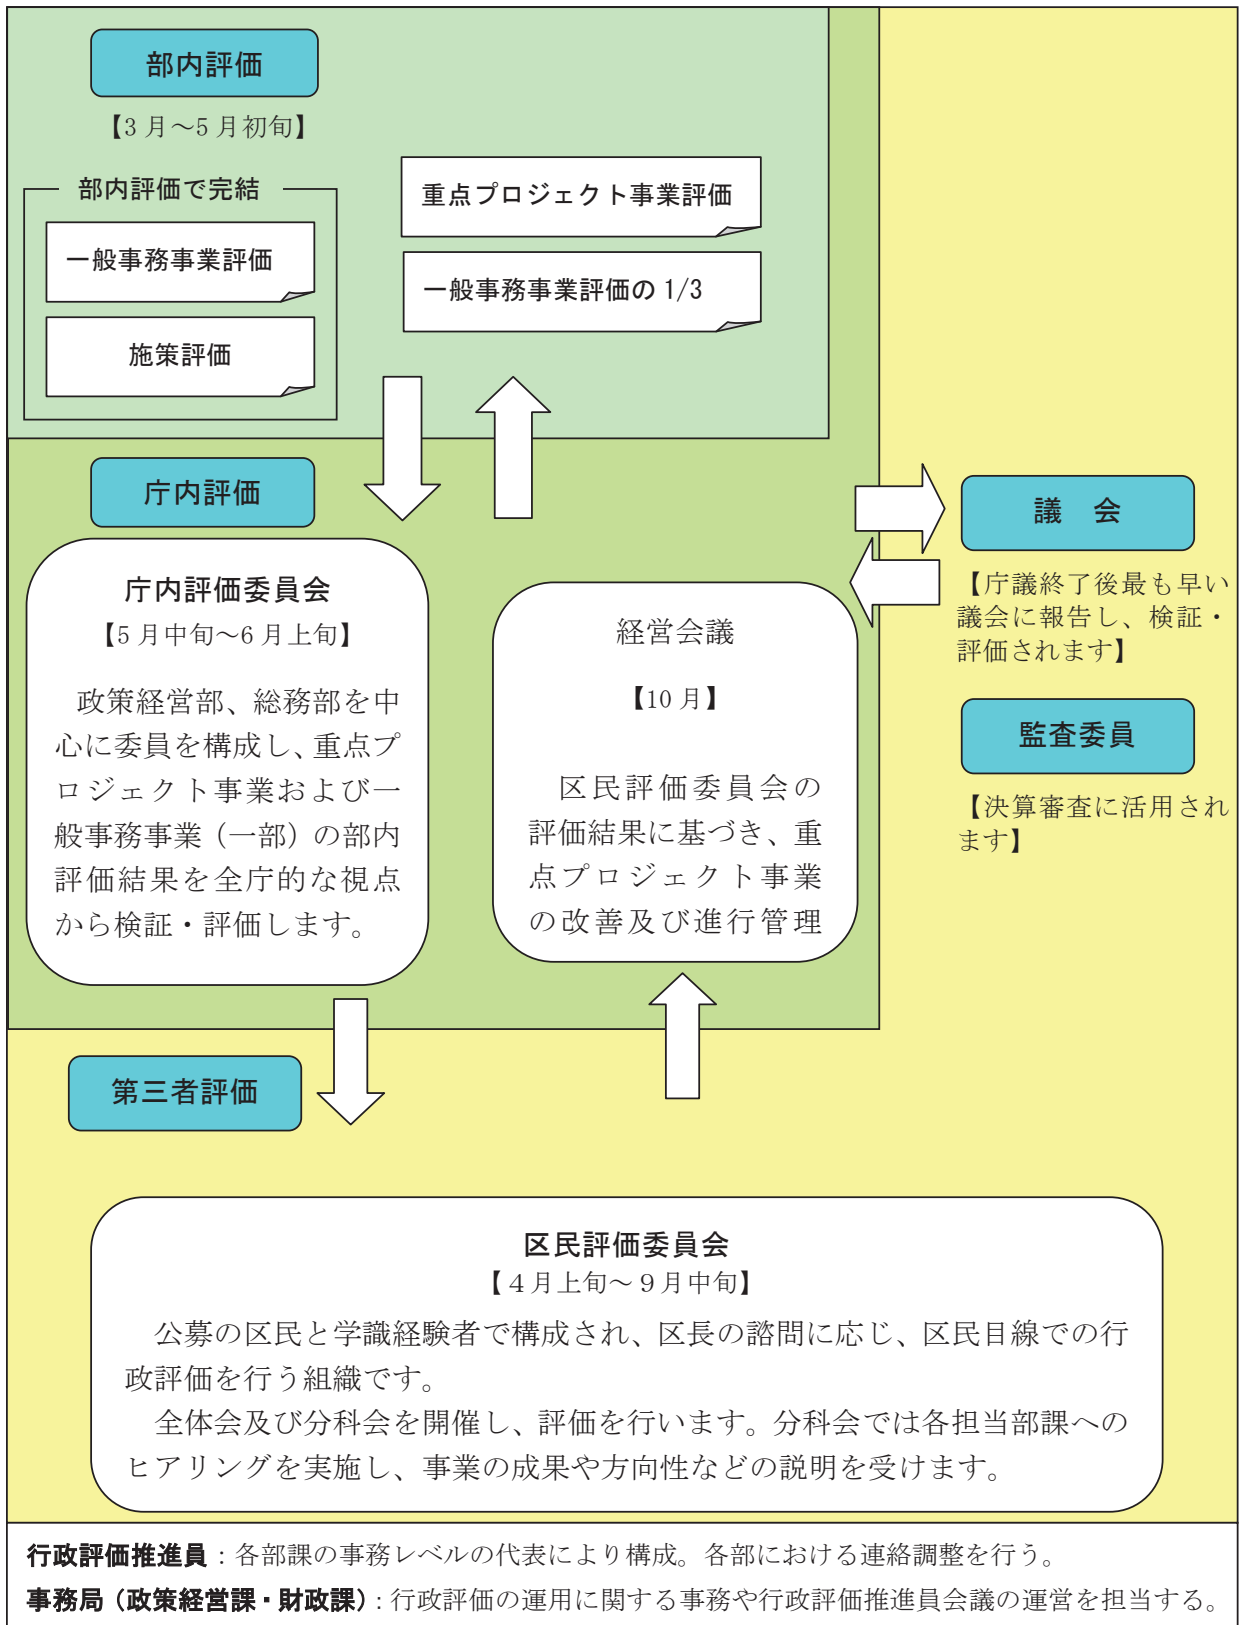 部内評価
【3月～5月初旬】
部内評価で完結
一般事務事業評価
施策評価
重点プロジェクト事業評価
一般事務事業評価の 1/3
庁内評価
庁内評価委員会
【5月中旬～6月上旬】
政策経営部、総務部を中
心に委員を構成し、重点プ
ロジェクト事業および一
般事務事業（一部）の部内
評価結果を全庁的な視点
から検証・評価します。
経営会議
【10月】
区民評価委員会の
評価結果に基づき、重
点プロジェクト事業
の改善及び進行管理
議　会
【庁議終了後最も早い
議会に報告し、検証・
評価されます】
監査委員
【決算審査に活用され
ます】
第三者評価
区民評価委員会
【４月上旬～９月中旬】
公募の区民と学識経験者で構成され、区長の諮問に応じ、区民目線での行
政評価を行う組織です。
全体会及び分科会を開催し、評価を行います。分科会では各担当部課への
ヒアリングを実施し、事業の成果や方向性などの説明を受けます。
行政評価推進員：各部課の事務レベルの代表により構成。各部における連絡調整を行う。
事務局（政策経営課・財政課）：行政評価の運用に関する事務や行政評価推進員会議の運営を担当する。